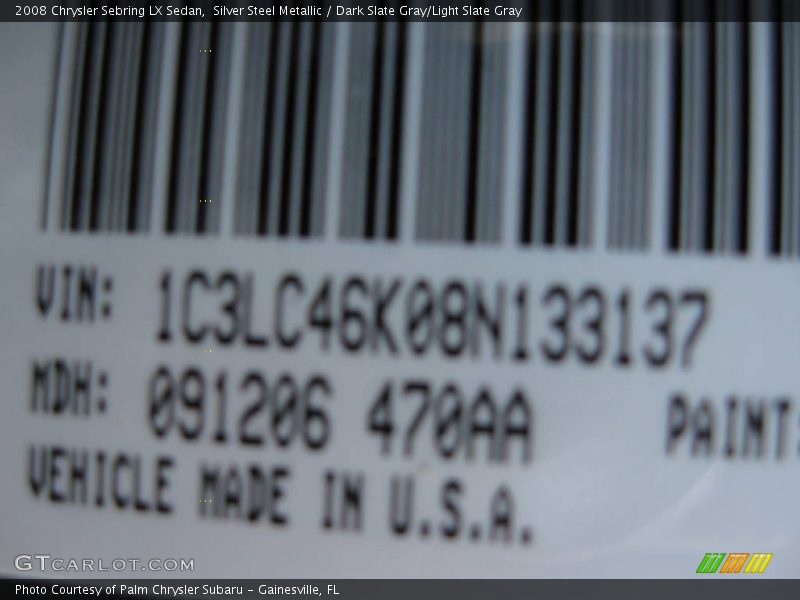 2008 Chrysler Sebring LX Sedan,  Silver Steel Metallic / Dark Slate Gray/Light Slate Gray
VIN: 1C3LC46K08N133137
MDH: 091206 470AA PAINT:
VEHICLE MADE IN U.S.A.
GTCARLOT.COM
Photo Courtesy of Palm Chrysler Subaru - Gainesville, FL